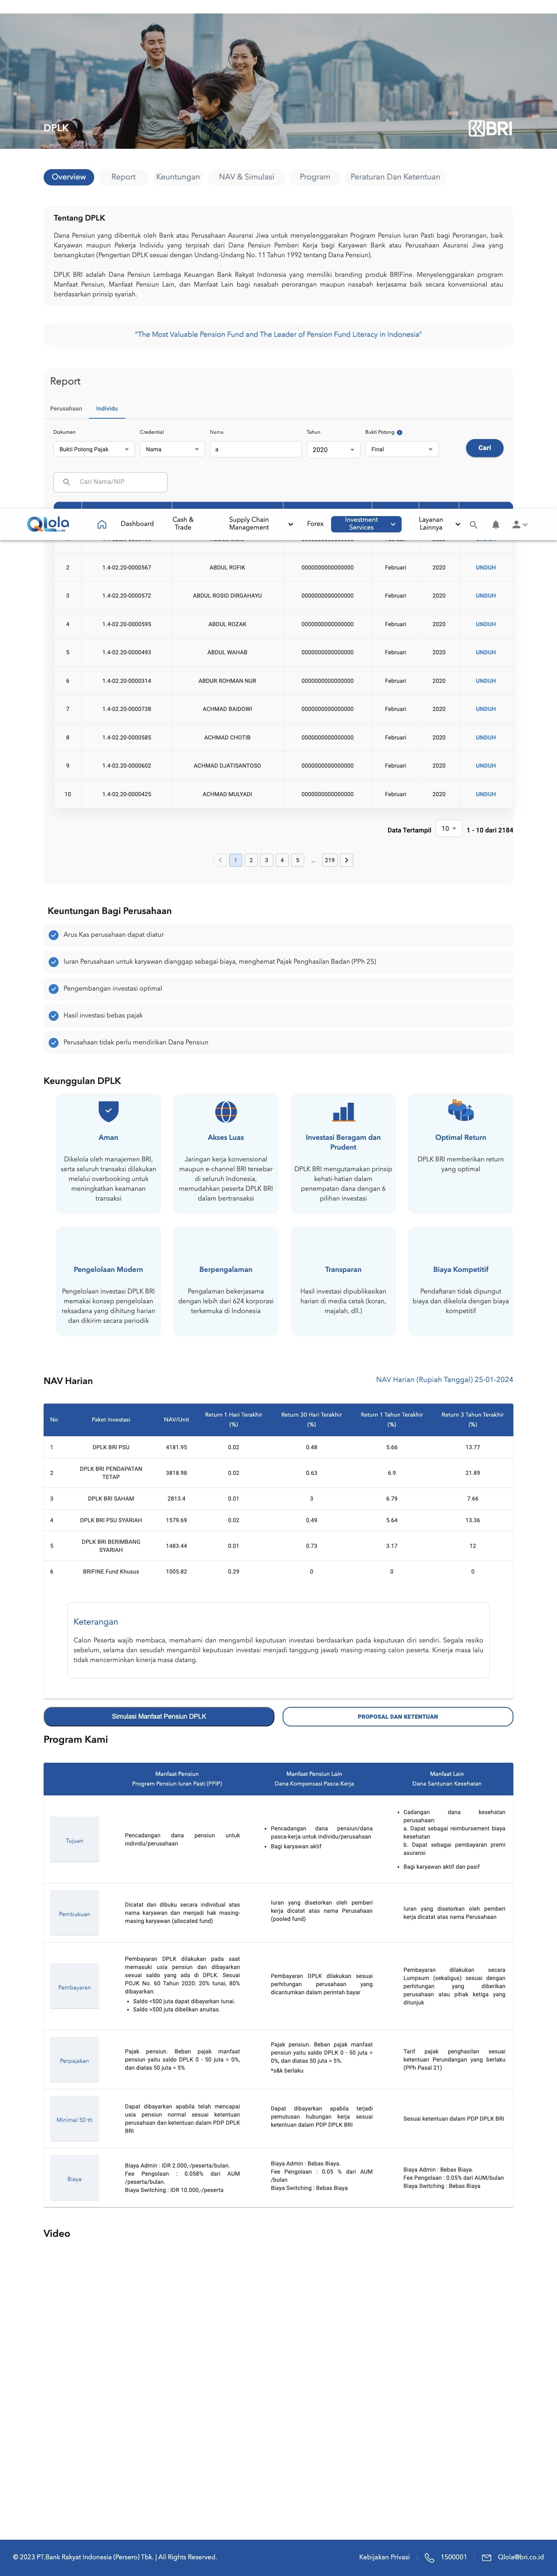 DPLK
BRI
Overview Report Keuntungan NAV & Simulasi Program Peraturan Dan Ketentuan
Tentang DPLK
Dana Pensiun yang dibentuk oleh Bank atau Perusahaan Asuransi Jiwa untuk menyelenggarakan Program Pensiun Iuran Pasti bagi Perorangan, baik
Karyawan maupun Pekerja Individu yang terpisah dari Dana Pensiun Pemberi Kerja bagi Karyawan Bank atau Perusahaan Asuransi Jiwa yang
bersangkutan (Pengertian DPLK sesuai dengan Undang-Undang No. 11 Tahun 1992 tentang Dana Pensiun).
DPLK BRI adalah Dana Pensiun Lembaga Keuangan Bank Rakyat Indonesia yang memiliki branding produk BRIFine. Menyelenggarakan program
Manfaat Pensiun, Manfaat Pensiun Lain, dan Manfaat Lain bagi nasabah perorangan maupun nasabah kerjasama baik secara konvensional atau
berdasarkan prinsip syariah.
"The Most Valuable Pension Fund and The Leader of Pension Fund Literacy in Indonesia"
Report
Perusahaan Individu
Dokumen Credential Nama Tahun Bukti Potong
Bukti Potong Pajak Nama a 2020 Final Cari
Cari Nama/NIP
Qlola Dashboard Cash & Trade Supply Chain Management Forex Investment Services Layanan Lainnya
2 1.4-02.20-0000567 ABDUL ROFIK 0000000000000000 Februari 2020 UNDUH
3 1.4-02.20-0000572 ABDUL ROSID DIRGAHAYU 0000000000000000 Februari 2020 UNDUH
4 1.4-02.20-0000595 ABDUL ROZAK 0000000000000000 Februari 2020 UNDUH
5 1.4-02.20-0000493 ABDUL WAHAB 0000000000000000 Februari 2020 UNDUH
6 1.4-02.20-0000314 ABDUR ROHMAN NUR 0000000000000000 Februari 2020 UNDUH
7 1.4-02.20-0000738 ACHMAD BAIDOWI 0000000000000000 Februari 2020 UNDUH
8 1.4-02.20-0000585 ACHMAD CHOTIB 0000000000000000 Februari 2020 UNDUH
9 1.4-02.20-0000602 ACHMAD DJATISANTOSO 0000000000000000 Februari 2020 UNDUH
10 1.4-02.20-0000425 ACHMAD MULYADI 0000000000000000 Februari 2020 UNDUH
Data Tertampil 10 1 - 10 dari 2184
1 2 3 4 5 ... 219
Keuntungan Bagi Perusahaan
Arus Kas perusahaan dapat diatur
Iuran Perusahaan untuk karyawan dianggap sebagai biaya, menghemat Pajak Penghasilan Badan (PPh 25)
Pengembangan investasi optimal
Hasil investasi bebas pajak
Perusahaan tidak perlu mendirikan Dana Pensiun
Keunggulan DPLK
Aman
Dikelola oleh manajemen BRI,
serta seluruh transaksi dilakukan
melalui overbooking untuk
meningkatkan keamanan
transaksi
Akses Luas
Jaringan kerja konvensional
maupun e-channel BRI tersebar
di seluruh Indonesia,
memudahkan peserta DPLK BRI
dalam bertransaksi
Investasi Beragam dan
Prudent
DPLK BRI mengutamakan prinsip
kehati-hatian dalam
penempatan dana dengan 6
pilihan investasi
Optimal Return
DPLK BRI memberikan return
yang optimal
Pengelolaan Modern
Pengelolaan investasi DPLK BRI
memakai konsep pengelolaan
reksadana yang dihitung harian
dan dikirim secara periodik
Berpengalaman
Pengalaman bekerjasama
dengan lebih dari 624 korporasi
terkemuka di Indonesia
Transparan
Hasil investasi dipublikasikan
harian di media cetak (koran,
majalah, dll.)
Biaya Kompetitif
Pendaftaran tidak dipungut
biaya dan dikelola dengan biaya
kompetitif
NAV Harian
NAV Harian (Rupiah Tanggal) 25-01-2024
No Paket Investasi NAV/Unit Return 1 Hari Terakhir (%) Return 30 Hari Terakhir (%) Return 1 Tahun Terakhir (%) Return 3 Tahun Terakhir (%)
1 DPLK BRI PSU 4181.95 0.02 0.48 5.66 13.77
2 DPLK BRI PENDAPATAN TETAP 3818.98 0.02 0.63 6.9 21.89
3 DPLK BRI SAHAM 2813.4 0.01 3 6.79 7.66
4 DPLK BRI PSU SYARIAH 1579.69 0.02 0.49 5.64 13.36
5 DPLK BRI BERIMBANG SYARIAH 1483.44 0.01 0.73 3.17 12
6 BRIFINE Fund Khusus 1005.82 0.29 0 0 0
Keterangan
Calon Peserta wajib membaca, memahami dan mengambil keputusan investasi berdasarkan pada keputusan diri sendiri. Segala resiko
sebelum, selama dan sesudah mengambil keputusan investasi menjadi tanggung jawab masing-masing calon peserta. Kinerja masa lalu
tidak mencerminkan kinerja masa datang.
Simulasi Manfaat Pensiun DPLK PROPOSAL DAN KETENTUAN
Program Kami
Manfaat Pensiun
Program Pensiun Iuran Pasti (PPIP)
Manfaat Pensiun Lain
Dana Kompensasi Pasca-Kerja
Manfaat Lain
Dana Santunan Kesehatan
Tujuan
Pencadangan dana pensiun untuk
individu/perusahaan
• Pencadangan dana pensiun/dana
pasca-kerja untuk individu/perusahaan
• Bagi karyawan aktif
• Cadangan dana kesehatan
perusahaan:
a. Dapat sebagai reimbursement biaya
kesehatan
b. Dapat sebagai pembayaran premi
asuransi
• Bagi karyawan aktif dan pasif
Pembukuan
Dicatat dan dibuku secara individual atas
nama karyawan dan menjadi hak masing-
masing karyawan (allocated fund)
Iuran yang disetorkan oleh pemberi
kerja dicatat atas nama Perusahaan
(pooled fund)
Iuran yang disetorkan oleh pemberi
kerja dicatat atas nama Perusahaan
Pembayaran
Pembayaran DPLK dilakukan pada saat
memasuki usia pensiun dan dibayarkan
sesuai saldo yang ada di DPLK. Sesuai
POJK No. 60 Tahun 2020: 20% tunai, 80%
dibayarkan;
• Saldo <500 juta dapat dibayarkan tunai.
• Saldo >500 juta dibelikan anuitas.
Pembayaran DPLK dilakukan sesuai
perhitungan perusahaan yang
dicantumkan dalam perintah bayar
Pembayaran dilakukan secara
Lumpsum (sekaligus) sesuai dengan
perhitungan yang diberikan
perusahaan atau pihak ketiga yang
ditunjuk
Perpajakan
Pajak pensiun. Beban pajak manfaat
pensiun yaitu saldo DPLK 0 - 50 juta = 0%,
dan diatas 50 juta = 5%
Pajak pensiun. Beban pajak manfaat
pensiun yaitu saldo DPLK 0 - 50 juta =
0%, dan diatas 50 juta = 5%.
*s&k berlaku
Tarif pajak penghasilan sesuai
ketentuan Perundangan yang berlaku
(PPh Pasal 21)
Minimal 50 th
Dapat dibayarkan apabila telah mencapai
usia pensiun normal sesuai ketentuan
perusahaan dan ketentuan dalam PDP DPLK
BRI
Dapat dibayarkan apabila terjadi
pemutusan hubungan kerja sesuai
ketentuan dalam PDP DPLK BRI
Sesuai ketentuan dalam PDP DPLK BRI
Biaya
Biaya Admin : IDR 2.000,-/peserta/bulan.
Fee Pengolaan : 0.058% dari AUM
/peserta/bulan.
Biaya Switching : IDR 10.000,-/peserta
Biaya Admin : Bebas Biaya.
Fee Pengolaan : 0.05 % dari AUM
/bulan
Biaya Switching : Bebas Biaya
Biaya Admin : Bebas Biaya.
Fee Pengolaan : 0.05% dari AUM/bulan
Biaya Switching : Bebas Biaya
Video
© 2023 PT.Bank Rakyat Indonesia (Persero) Tbk. | All Rights Reserved. Kebijakan Privasi 1500001 Qlola@bri.co.id